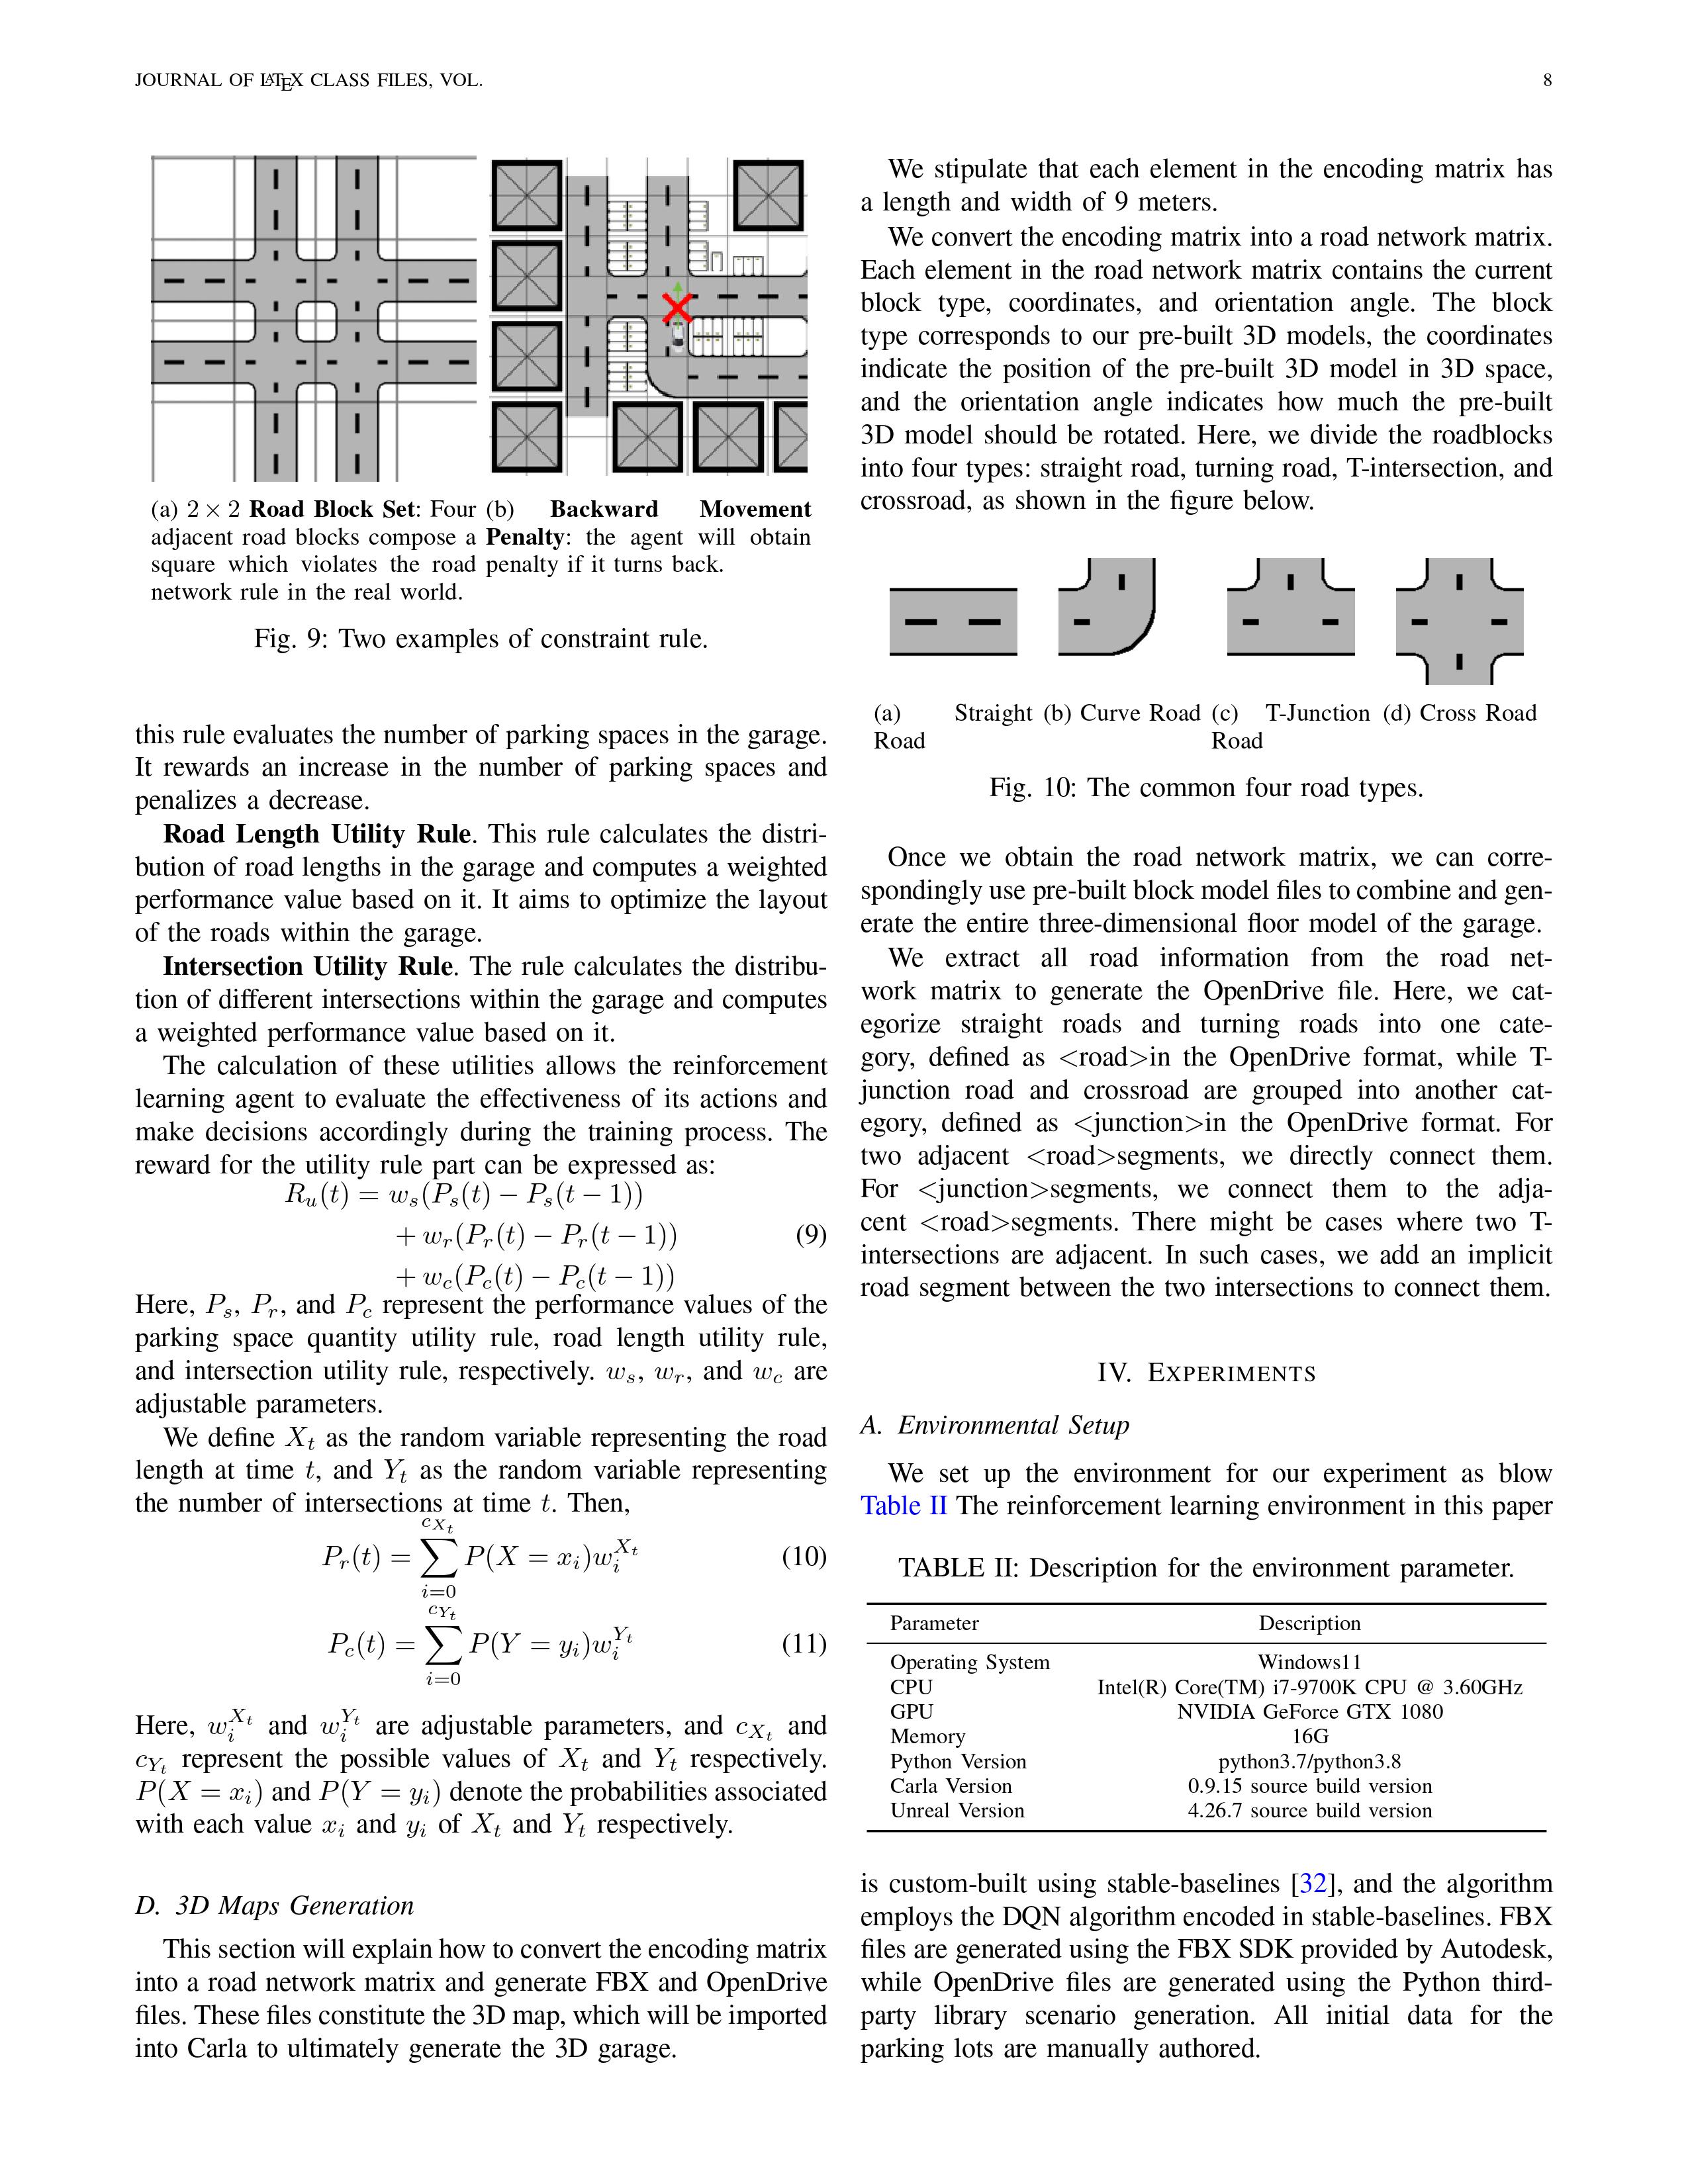 JOURNAL OF LATEX CLASS FILES, VOL.
8
(a) 2 × 2 Road Block Set: Four
adjacent road blocks compose a
square which violates the road
network rule in the real world.
(b) Backward Movement
Penalty: the agent will obtain
penalty if it turns back.
Fig. 9: Two examples of constraint rule.
this rule evaluates the number of parking spaces in the garage.
It rewards an increase in the number of parking spaces and
penalizes a decrease.
Road Length Utility Rule. This rule calculates the distri-
bution of road lengths in the garage and computes a weighted
performance value based on it. It aims to optimize the layout
of the roads within the garage.
Intersection Utility Rule. The rule calculates the distribu-
tion of different intersections within the garage and computes
a weighted performance value based on it.
The calculation of these utilities allows the reinforcement
learning agent to evaluate the effectiveness of its actions and
make decisions accordingly during the training process. The
reward for the utility rule part can be expressed as:
R_u(t) = w_s(P_s(t) − P_s(t − 1))
+ w_r(P_r(t) − P_r(t − 1)) (9)
+ w_c(P_c(t) − P_c(t − 1))
Here, P_s, P_r, and P_c represent the performance values of the
parking space quantity utility rule, road length utility rule,
and intersection utility rule, respectively. w_s, w_r, and w_c are
adjustable parameters.
We define X_t as the random variable representing the road
length at time t, and Y_t as the random variable representing
the number of intersections at time t. Then,
P_r(t) = ∑_{i=0}^{c_{X_t}} P(X = x_i)w_i^{X_t} (10)
P_c(t) = ∑_{i=0}^{c_{Y_t}} P(Y = y_i)w_i^{Y_t} (11)
Here, w_i^{X_t} and w_i^{Y_t} are adjustable parameters, and c_{X_t} and
c_{Y_t} represent the possible values of X_t and Y_t respectively.
P(X = x_i) and P(Y = y_i) denote the probabilities associated
with each value x_i and y_i of X_t and Y_t respectively.
D. 3D Maps Generation
This section will explain how to convert the encoding matrix
into a road network matrix and generate FBX and OpenDrive
files. These files constitute the 3D map, which will be imported
into Carla to ultimately generate the 3D garage.
We stipulate that each element in the encoding matrix has
a length and width of 9 meters.
We convert the encoding matrix into a road network matrix.
Each element in the road network matrix contains the current
block type, coordinates, and orientation angle. The block
type corresponds to our pre-built 3D models, the coordinates
indicate the position of the pre-built 3D model in 3D space,
and the orientation angle indicates how much the pre-built
3D model should be rotated. Here, we divide the roadblocks
into four types: straight road, turning road, T-intersection, and
crossroad, as shown in the figure below.
(a) Straight
Road
(b) Curve Road
(c) T-Junction
Road
(d) Cross Road
Fig. 10: The common four road types.
Once we obtain the road network matrix, we can corre-
spondingly use pre-built block model files to combine and gen-
erate the entire three-dimensional floor model of the garage.
We extract all road information from the road net-
work matrix to generate the OpenDrive file. Here, we cat-
egorize straight roads and turning roads into one cate-
gory, defined as <road>in the OpenDrive format, while T-
junction road and crossroad are grouped into another cat-
egory, defined as <junction>in the OpenDrive format. For
two adjacent <road>segments, we directly connect them.
For <junction>segments, we connect them to the adja-
cent <road>segments. There might be cases where two T-
intersections are adjacent. In such cases, we add an implicit
road segment between the two intersections to connect them.
IV. EXPERIMENTS
A. Environmental Setup
We set up the environment for our experiment as blow
Table II The reinforcement learning environment in this paper
TABLE II: Description for the environment parameter.
Parameter Description
Operating System Windows11
CPU Intel(R) Core(TM) i7-9700K CPU @ 3.60GHz
GPU NVIDIA GeForce GTX 1080
Memory 16G
Python Version python3.7/python3.8
Carla Version 0.9.15 source build version
Unreal Version 4.26.7 source build version
is custom-built using stable-baselines [32], and the algorithm
employs the DQN algorithm encoded in stable-baselines. FBX
files are generated using the FBX SDK provided by Autodesk,
while OpenDrive files are generated using the Python third-
party library scenario generation. All initial data for the
parking lots are manually authored.